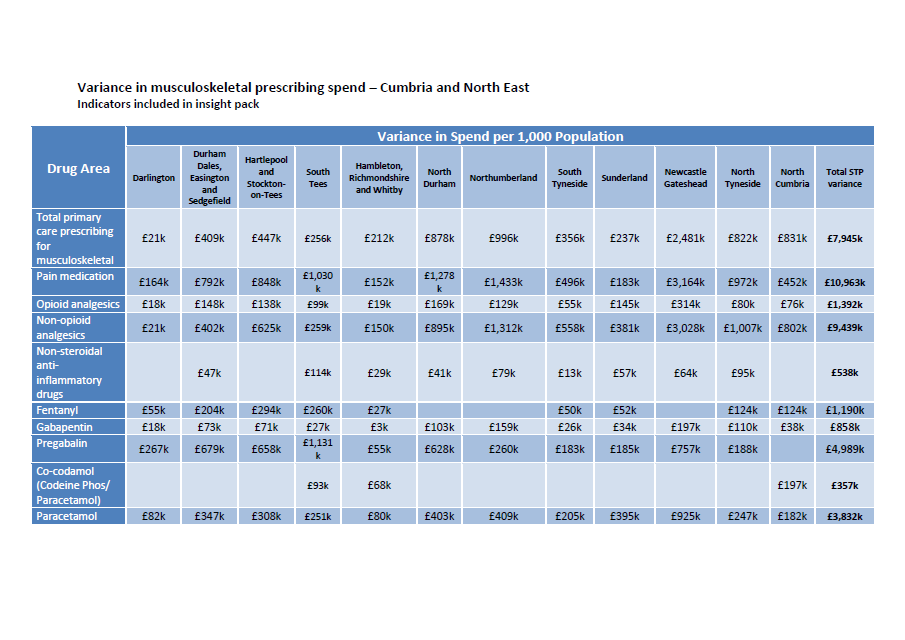 Variance in musculoskeletal prescribing spend – Cumbria and North East
Indicators included in insight pack
Drug Area
Variance in Spend per 1,000 Population
Darlington
Durham
Dales,
Easington
and
Sedgefield
Hartlepool
and
Stockton-
on-Tees
South
Tees
Hambleton,
Richmondshire
and Whitby
North
Durham
Northumberland
South
Tyneside
Sunderland
Newcastle
Gateshead
North
Tyneside
North
Cumbria
Total STP
variance
Total primary
care prescribing
for
musculoskeletal
£21k £409k £447k £256k £212k £878k £996k £356k £237k £2,481k £822k £831k £7,945k
Pain medication
£164k £792k £848k £1,030
k £152k £1,278
k £1,433k £496k £183k £3,164k £972k £452k £10,963k
Opioid analgesics £18k £148k £138k £99k £19k £169k £129k £55k £145k £314k £80k £76k £1,392k
Non-opioid
analgesics
£21k £402k £625k £259k £150k £895k £1,312k £558k £381k £3,028k £1,007k £802k £9,439k
Non-steroidal
anti-
inflammatory
drugs
£47k £114k £29k £41k £79k £13k £57k £64k £95k £538k
Fentanyl £55k £204k £294k £260k £27k £50k £52k £124k £124k £1,190k
Gabapentin £18k £73k £71k £27k £3k £103k £159k £26k £34k £197k £110k £38k £858k
Pregabalin
£267k £679k £658k £1,131
k £55k £628k £260k £183k £185k £757k £188k £4,989k
Co-codamol
(Codeine Phos/
Paracetamol)
£93k £68k £197k £357k
Paracetamol £82k £347k £308k £251k £80k £403k £409k £205k £395k £925k £247k £182k £3,832k